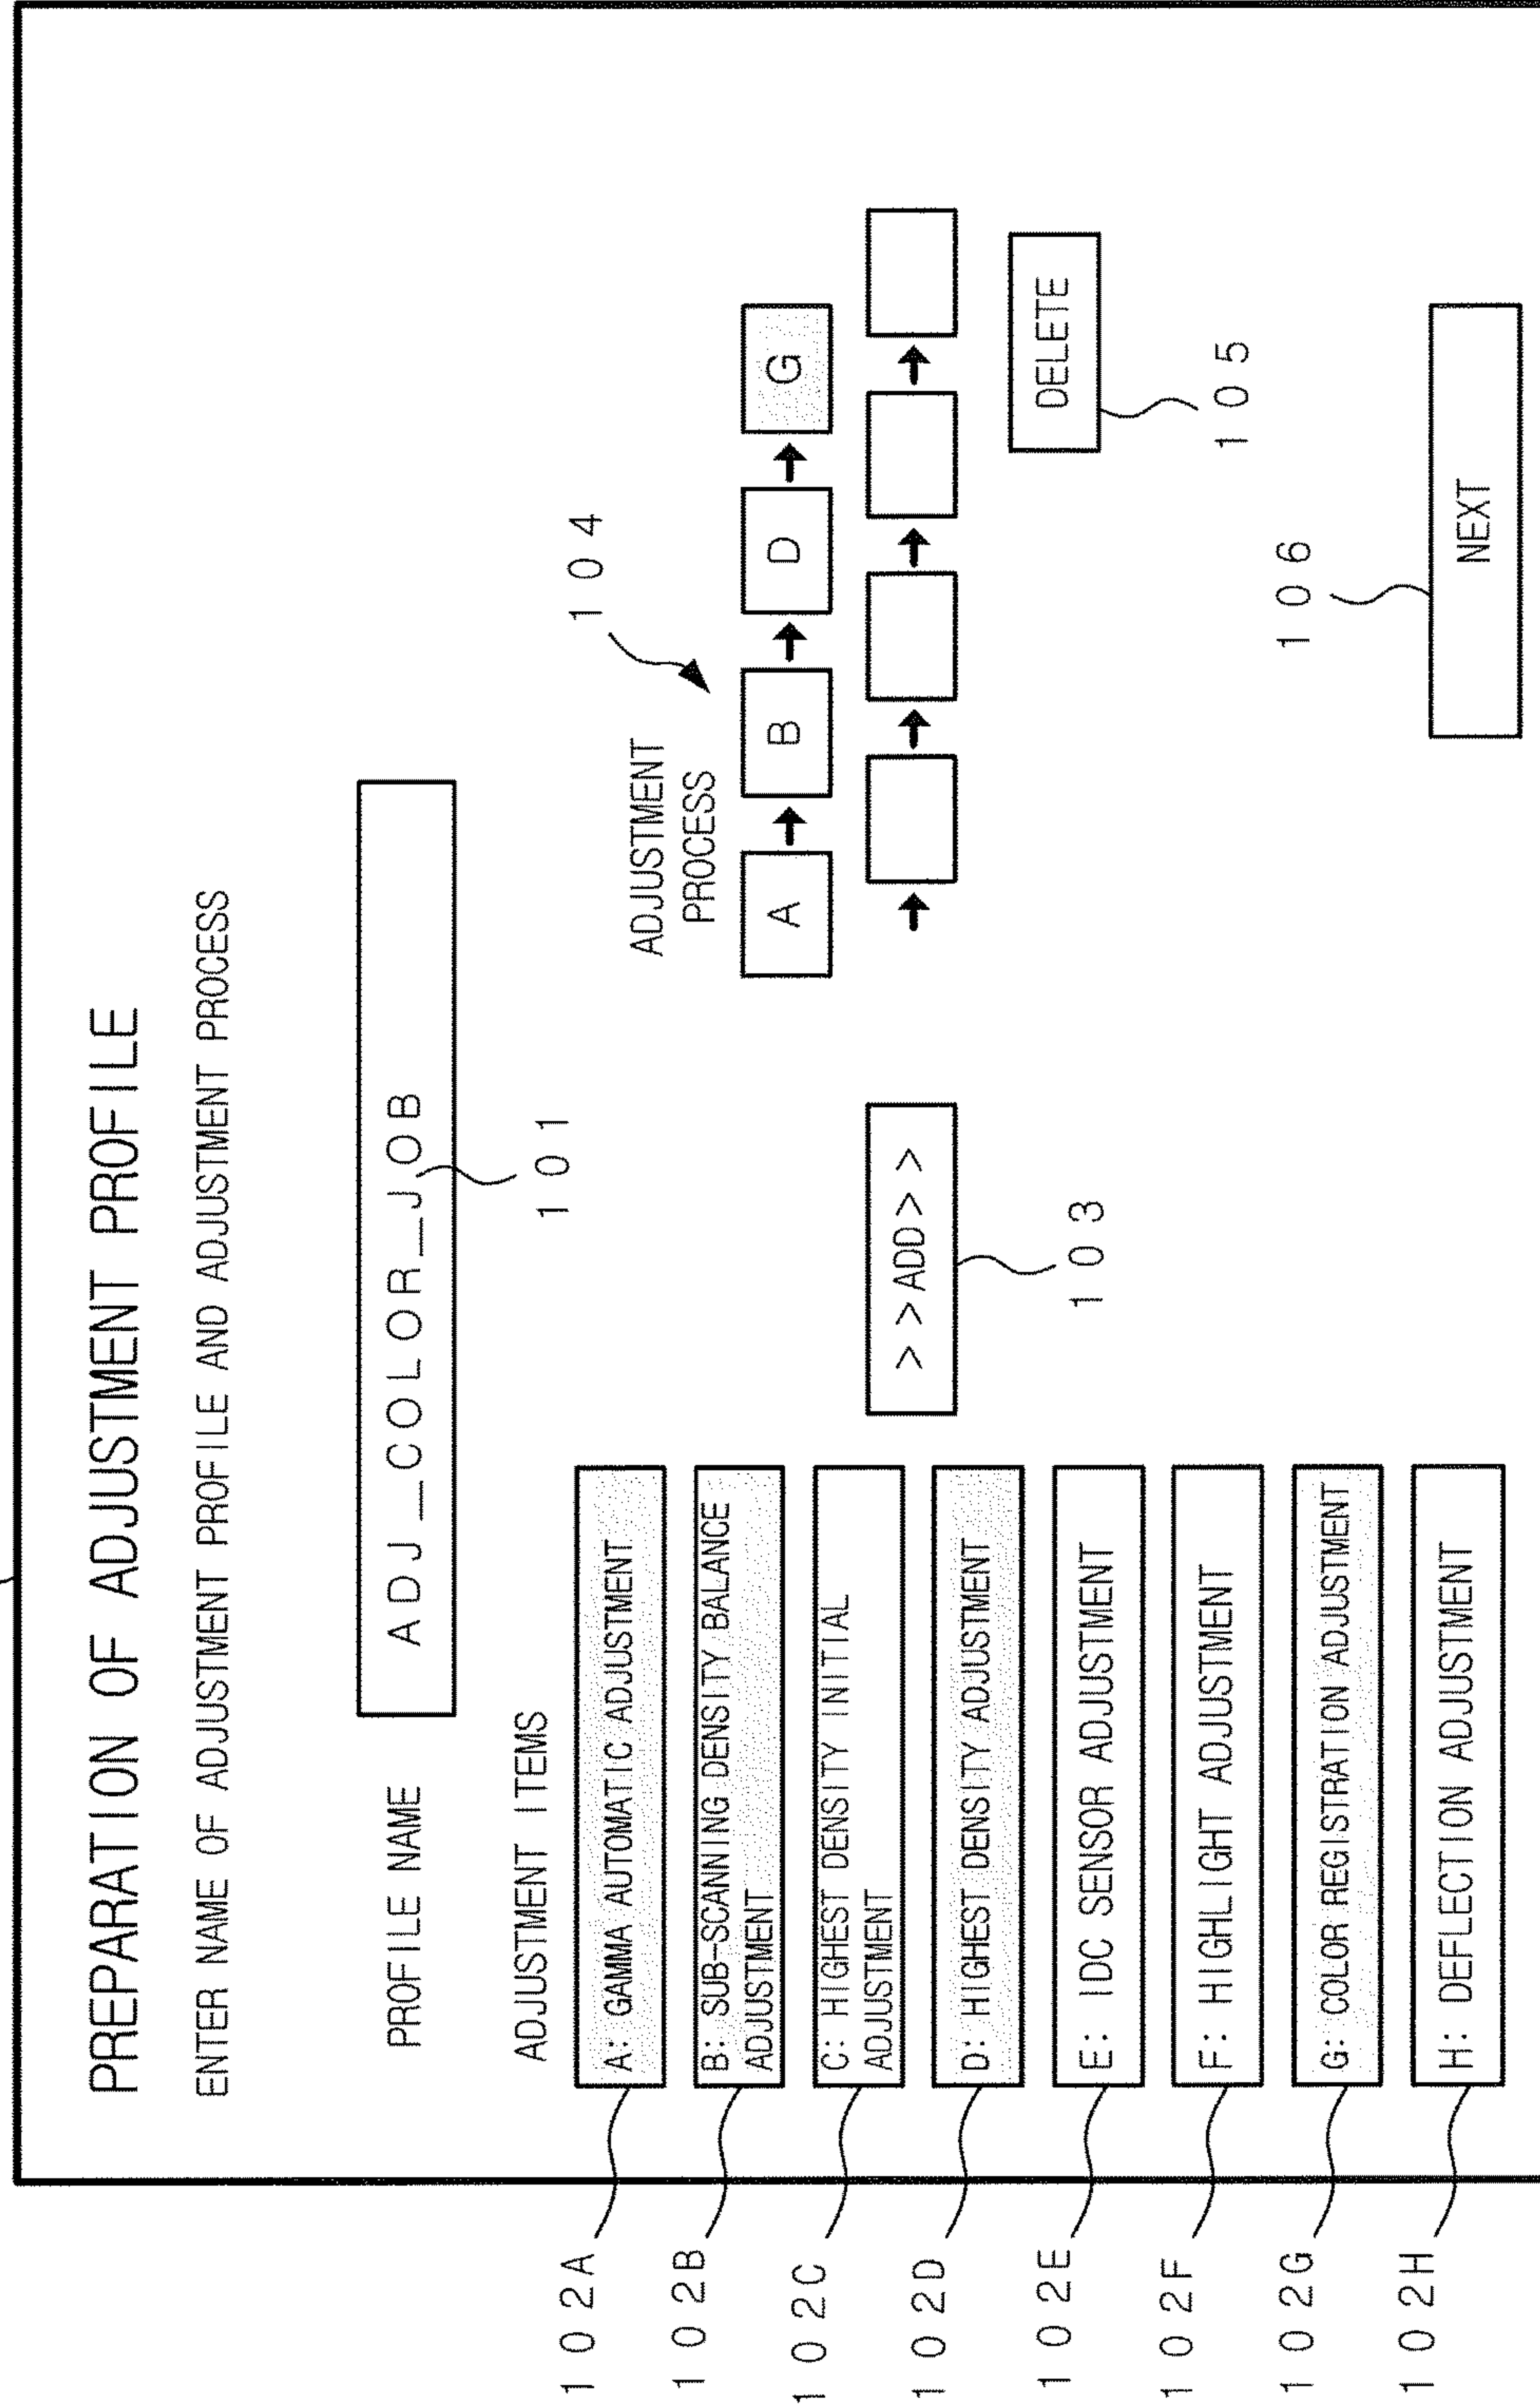 PREPARATION OF ADJUSTMENT PROFILE
ENTER NAME OF ADJUSTMENT PROFILE AND ADJUSTMENT PROCESS
PROFILE NAME
ADJ_COLOR_JOB
101
ADJUSTMENT ITEMS
102A
A: GAMMA AUTOMATIC ADJUSTMENT
102B
B: SUB-SCANNING DENSITY BALANCE
ADJUSTMENT
102C
C: HIGHEST DENSITY INITIAL
ADJUSTMENT
102D
D: HIGHEST DENSITY ADJUSTMENT
102E
E: IDC SENSOR ADJUSTMENT
102F
F: HIGHLIGHT ADJUSTMENT
102G
G: COLOR REGISTRATION ADJUSTMENT
102H
H: DEFLECTION ADJUSTMENT
>>ADD>>
103
ADJUSTMENT
PROCESS
104
A
B
D
G
DELETE
105
106
NEXT